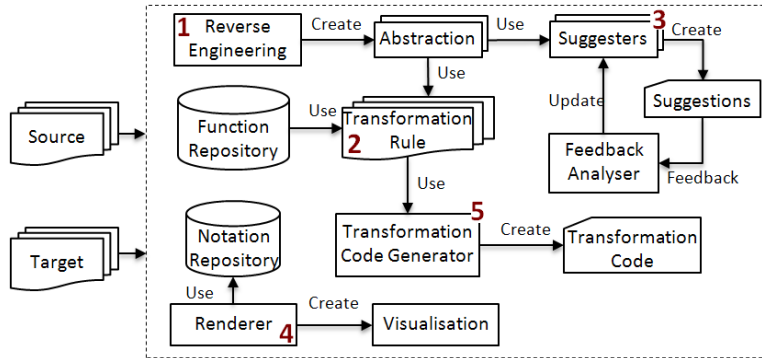 1
Reverse
Engineering
Create
Abstraction
Use
3
Suggesters
Create
Use
Update
Suggestions
Source
Function
Repository
Use
Transformation
Rule
2
Feedback
Analyser
Feedback
Use
Target
Notation
Repository
5
Transformation
Code Generator
Create
Transformation
Code
Use
Renderer
4
Create
Visualisation